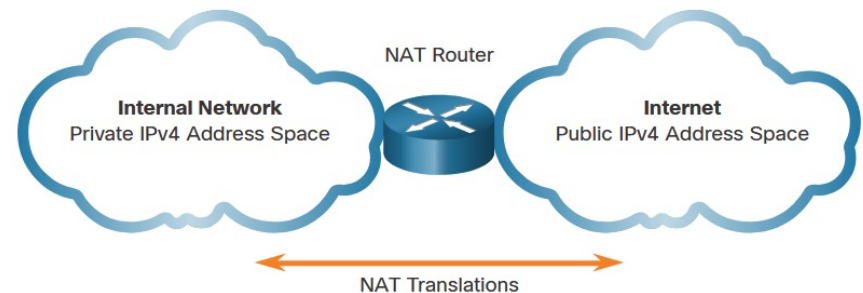 NAT Router
Internal Network
Private IPv4 Address Space
Internet
Public IPv4 Address Space
NAT Translations